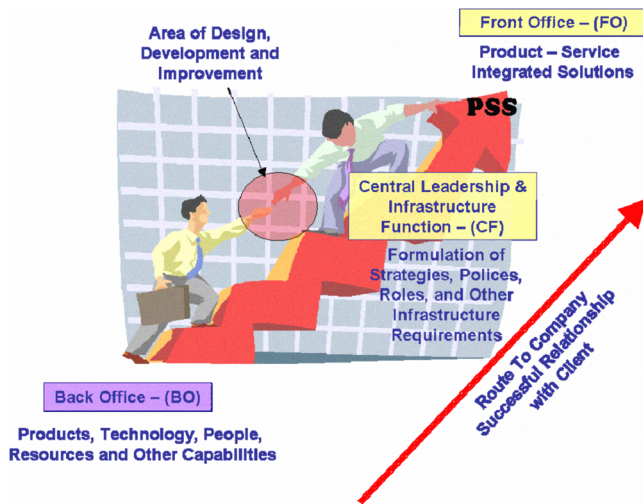 Area of Design,
Development and
Improvement
Front Office – (FO)
Product – Service
Integrated Solutions
PSS
Central Leadership &
Infrastructure
Function – (CF)
Formulation of
Strategies, Polices,
Roles, and Other
Infrastructure
Requirements
Route To Company
Successful Relationship
with Client
Back Office – (BO)
Products, Technology, People,
Resources and Other Capabilities